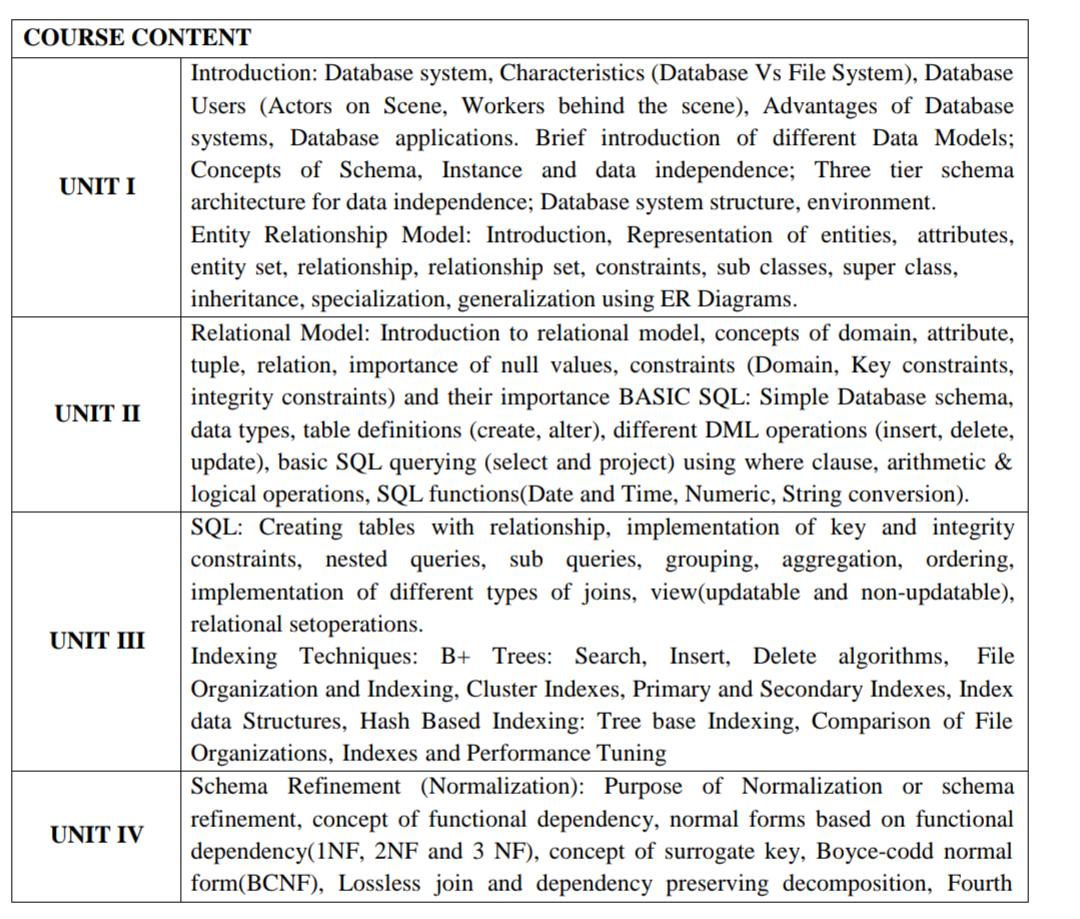 COURSE CONTENT
UNIT I
Introduction: Database system, Characteristics (Database Vs File System), Database
Users (Actors on Scene, Workers behind the scene), Advantages of Database
systems, Database applications. Brief introduction of different Data Models;
Concepts of Schema, Instance and data independence; Three tier schema
architecture for data independence; Database system structure, environment.
Entity Relationship Model: Introduction, Representation of entities, attributes,
entity set, relationship, relationship set, constraints, sub classes, super class,
inheritance, specialization, generalization using ER Diagrams.
UNIT II
Relational Model: Introduction to relational model, concepts of domain, attribute,
tuple, relation, importance of null values, constraints (Domain, Key constraints,
integrity constraints) and their importance BASIC SQL: Simple Database schema,
data types, table definitions (create, alter), different DML operations (insert, delete,
update), basic SQL querying (select and project) using where clause, arithmetic &
logical operations, SQL functions(Date and Time, Numeric, String conversion).
UNIT III
SQL: Creating tables with relationship, implementation of key and integrity
constraints, nested queries, sub queries, grouping, aggregation, ordering,
implementation of different types of joins, view(updatable and non-updatable),
relational setoperations.
Indexing Techniques: B+ Trees: Search, Insert, Delete algorithms, File
Organization and Indexing, Cluster Indexes, Primary and Secondary Indexes, Index
data Structures, Hash Based Indexing: Tree base Indexing, Comparison of File
Organizations, Indexes and Performance Tuning
UNIT IV
Schema Refinement (Normalization): Purpose of Normalization or schema
refinement, concept of functional dependency, normal forms based on functional
dependency(1NF, 2NF and 3 NF), concept of surrogate key, Boyce-codd normal
form(BCNF), Lossless join and dependency preserving decomposition, Fourth